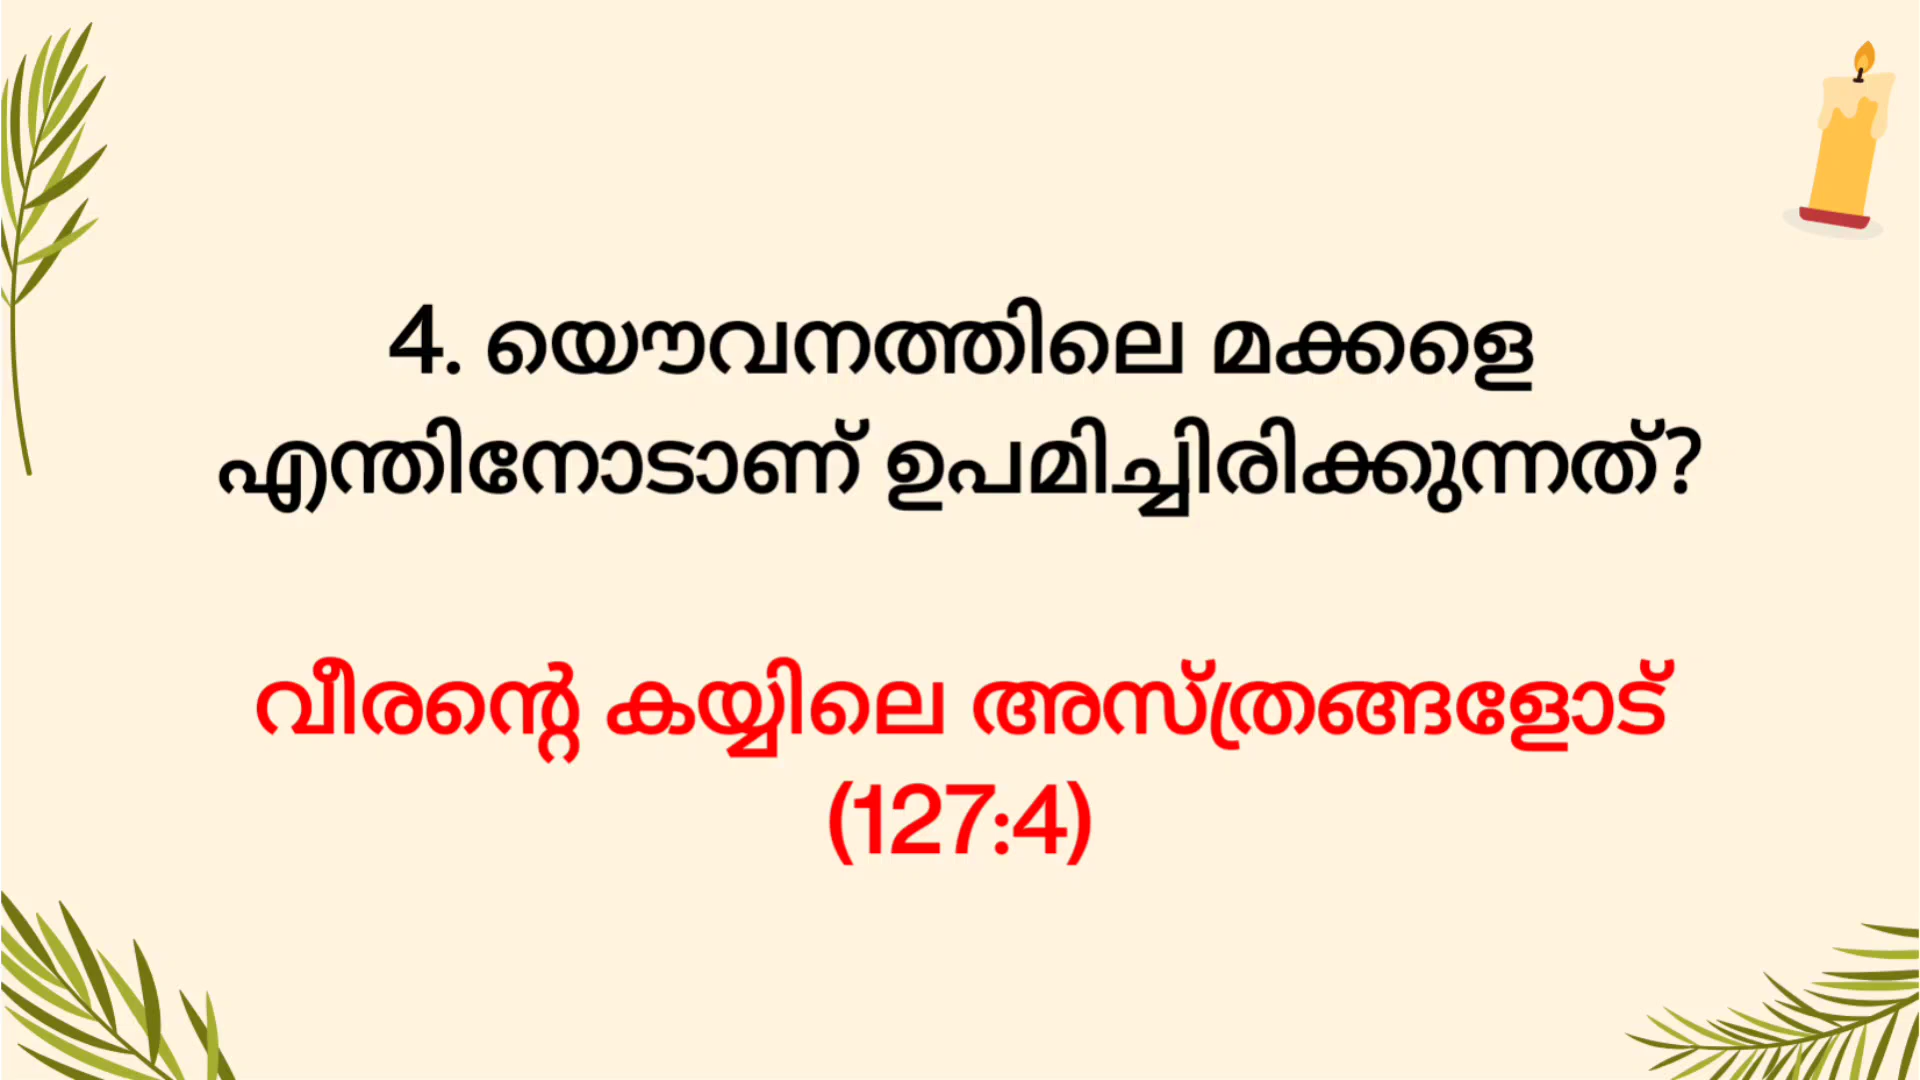 4. യൌവനത്തിലെ മക്കളെ
എന്തിനോടാണ് ഉപമിച്ചിരിക്കുന്നത്?
വീരന്റെ കയ്യിലെ അസ്ത്രങ്ങളോട്
(127:4)